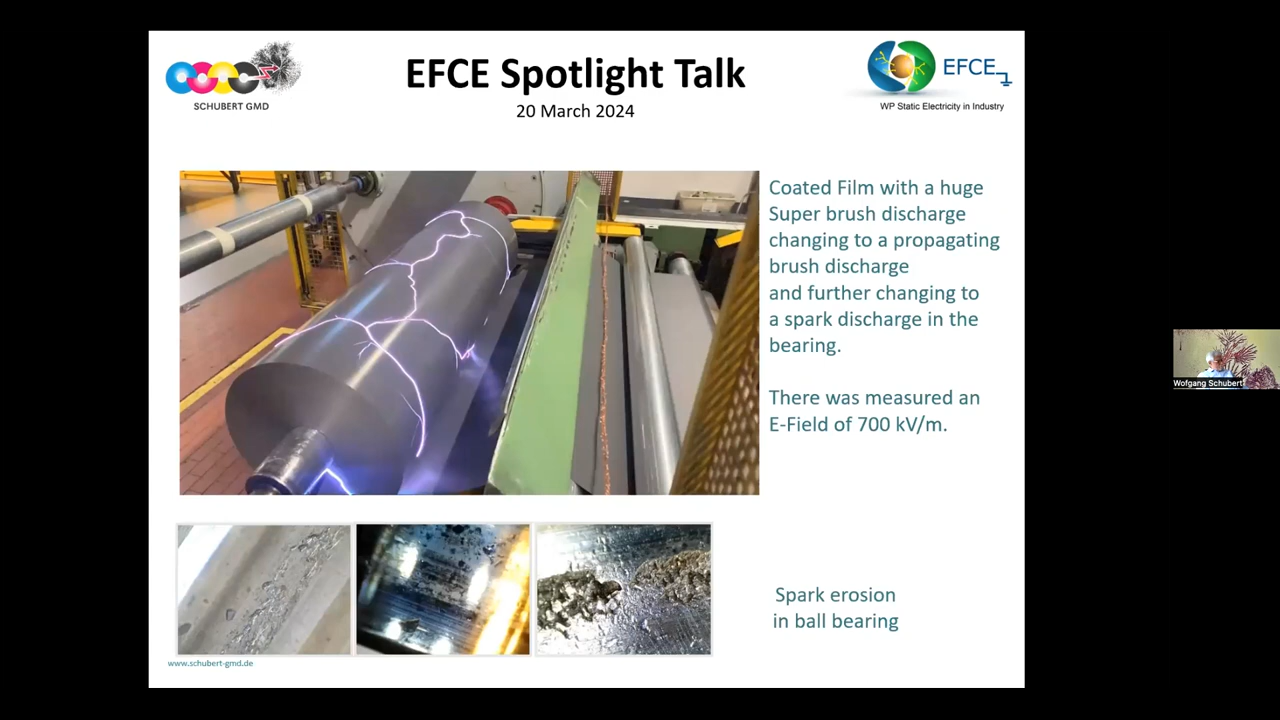 SCHUBERT GMD
EFCE Spotlight Talk
20 March 2024
EFCE
WP Static Electricity in Industry
Coated Film with a huge
Super brush discharge
changing to a propagating
brush discharge
and further changing to
a spark discharge in the
bearing.
There was measured an
E-Field of 700 kV/m.
Spark erosion
in ball bearing
www.schubert-gmd.de
Wofgang Schubert